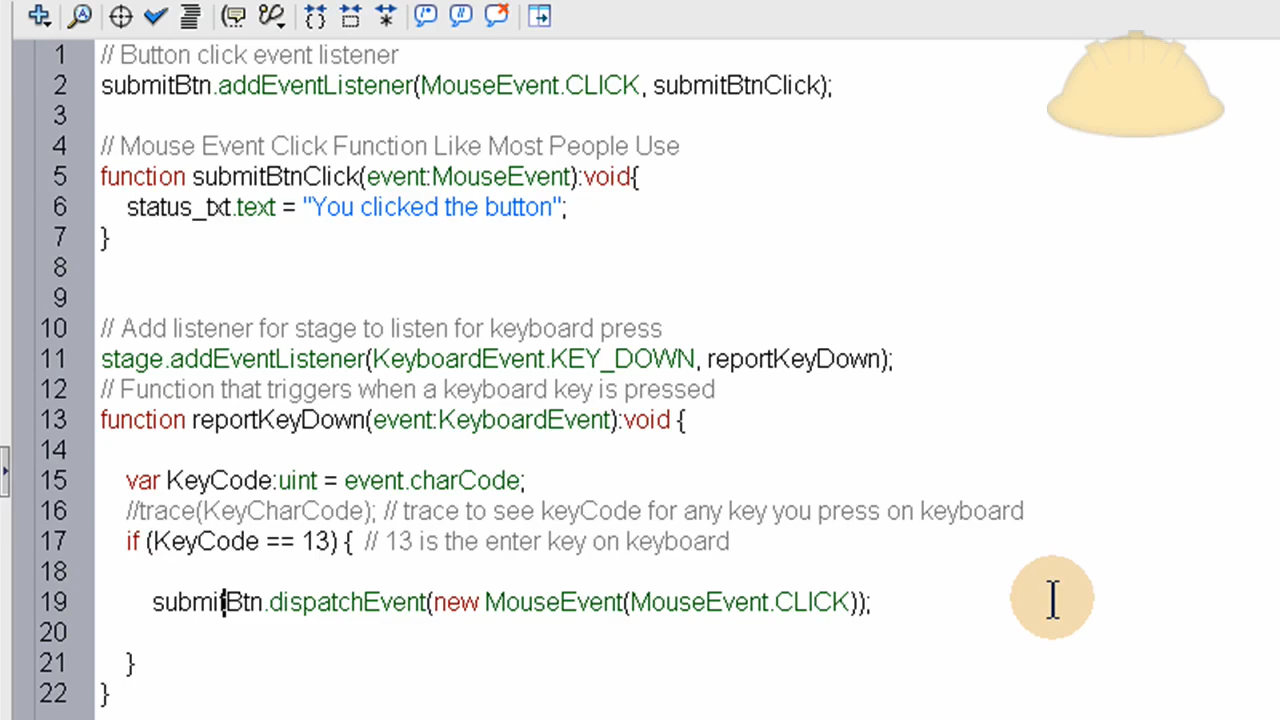 1 // Button click event listener
2 submitBtn.addEventListener(MouseEvent.CLICK, submitBtnClick);
3
4 // Mouse Event Click Function Like Most People Use
5 function submitBtnClick(event:MouseEvent):void{
6 status_txt.text = "You clicked the button";
7 }
8
9
10 // Add listener for stage to listen for keyboard press
11 stage.addEventListener(KeyboardEvent.KEY_DOWN, reportKeyDown);
12 // Function that triggers when a keyboard key is pressed
13 function reportKeyDown(event:KeyboardEvent):void {
14
15 var KeyCode:uint = event.charCode;
16 //trace(KeyCharCode); // trace to see keyCode for any key you press on keyboard
17 if (KeyCode == 13) { // 13 is the enter key on keyboard
18
19 submitBtn.dispatchEvent(new MouseEvent(MouseEvent.CLICK));
20
21 }
22 }